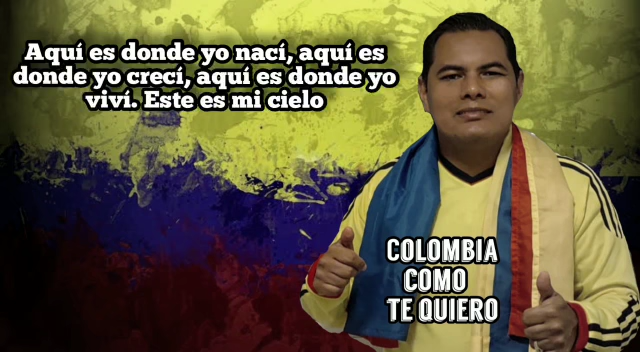 Aquí es donde yo nací, aquí es
donde yo crecí, aquí es donde yo
viví. Este es mi cielo
COLOMBIA
COMO
TE QUIERO